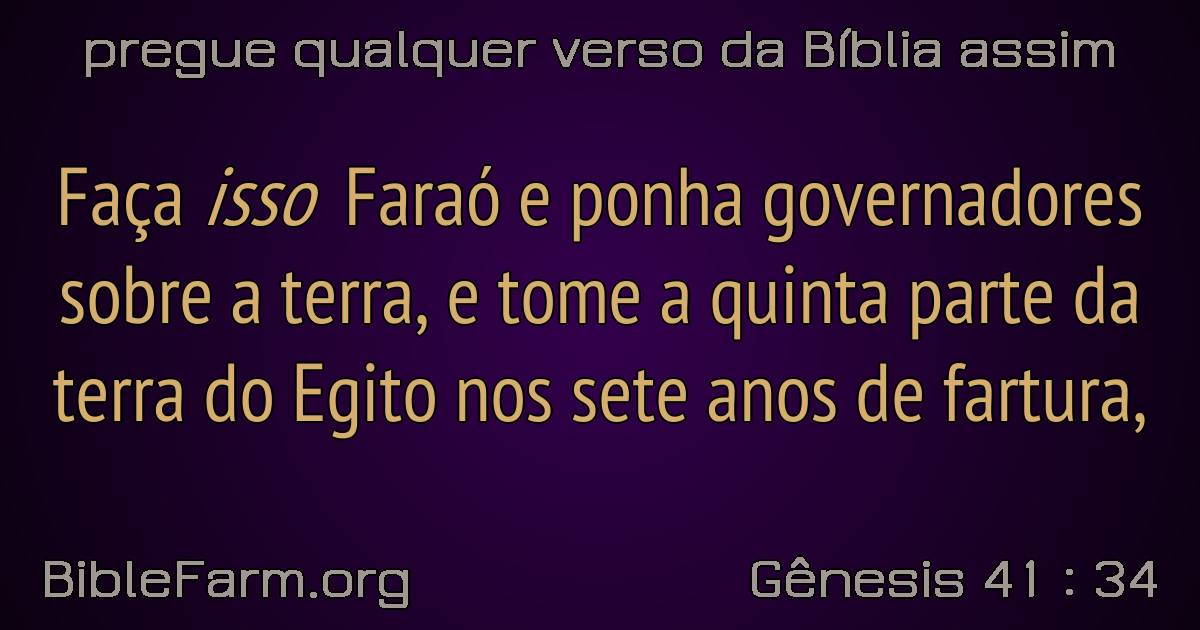 pregue qualquer verso da Bíblia assim
Faça isso Faraó e ponha governadores
sobre a terra, e tome a quinta parte da
terra do Egito nos sete anos de fartura,
BibleFarm.org
Gênesis 41 : 34